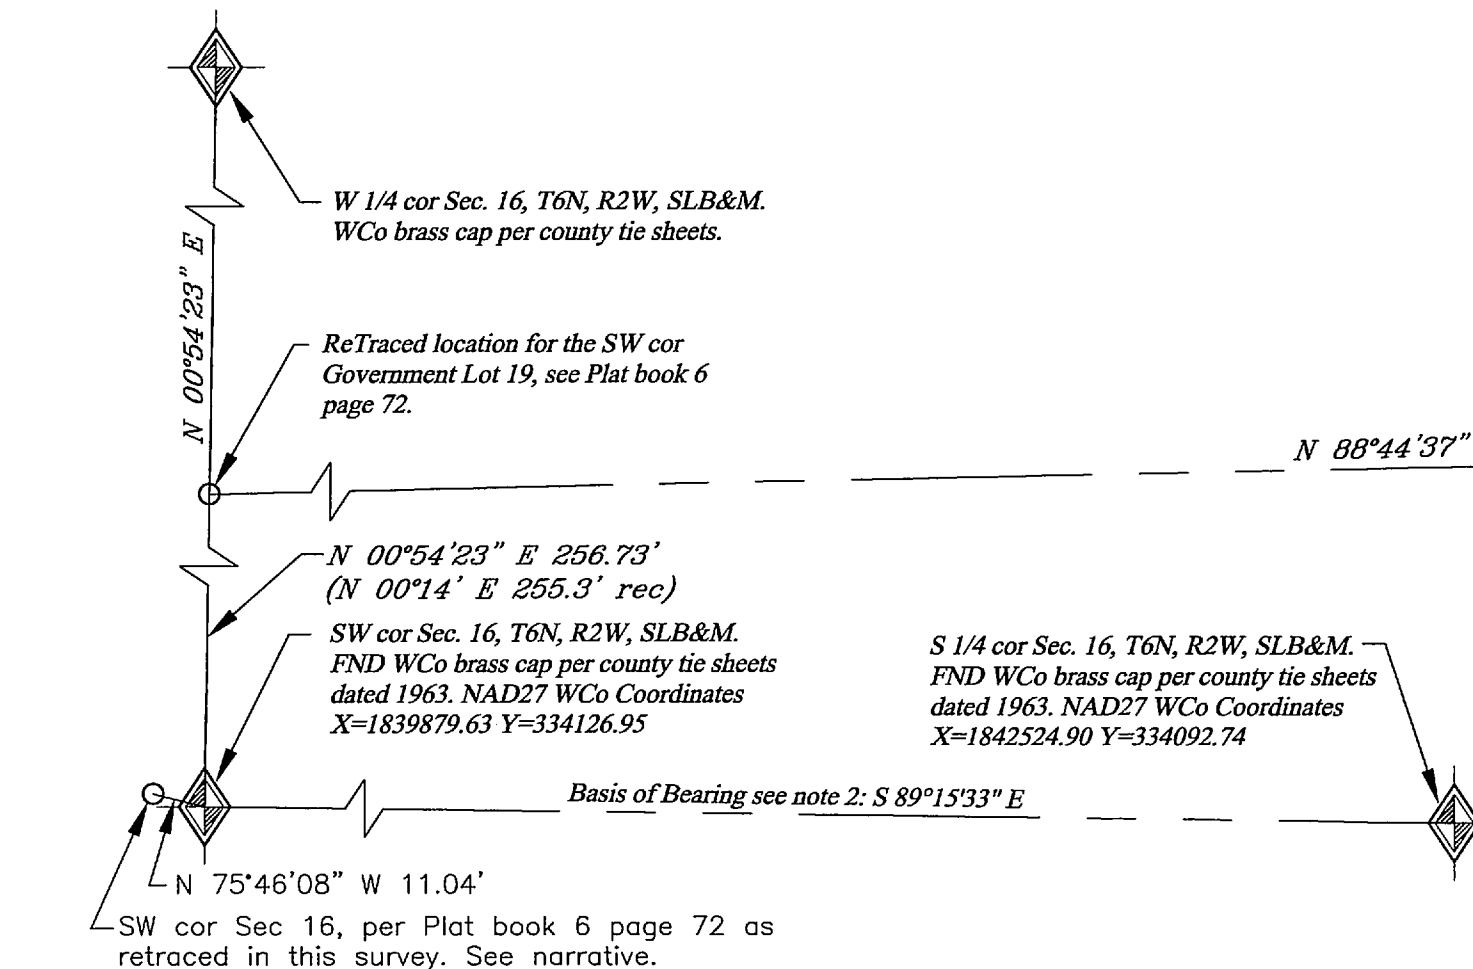 W 1/4 cor Sec. 16, T6N, R2W, SLB&M.
WCo brass cap per county tie sheets.
N 00°54'23" E
ReTraced location for the SW cor
Government Lot 19, see Plat book 6
page 72.
N 88°44'37"
N 00°54'23" E 256.73'
(N 00°14' E 255.3' rec)
SW cor Sec. 16, T6N, R2W, SLB&M.
FND WCo brass cap per county tie sheets
dated 1963. NAD27 WCo Coordinates
X=1839879.63 Y=334126.95
S 1/4 cor Sec. 16, T6N, R2W, SLB&M.
FND WCo brass cap per county tie sheets
dated 1963. NAD27 WCo Coordinates
X=1842524.90 Y=334092.74
Basis of Bearing see note 2: S 89°15'33" E
N 75°46'08" W 11.04'
SW cor Sec 16, per Plat book 6 page 72 as
retraced in this survey. See narrative.